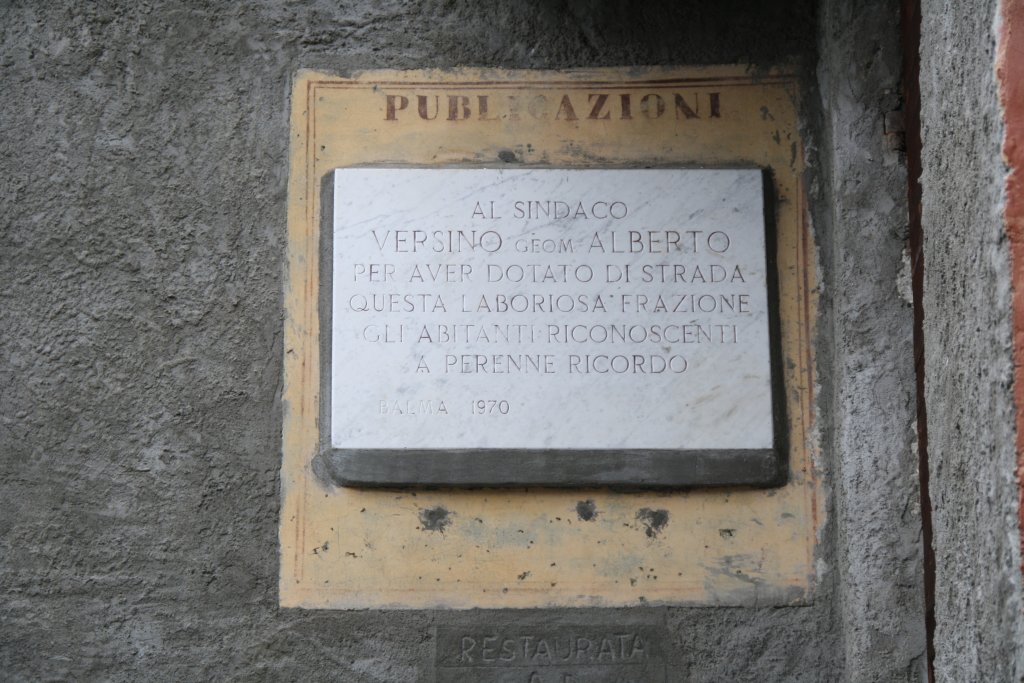 PUBLICAZIONI
AL SINDACO
VERSINO GEOM. ALBERTO
PER AVER DOTATO DI STRADA
QUESTA LABORIOSA FRAZIONE
GLI ABITANTI RICONOSCENTI
A PERENNE RICORDO
BALMA 1970
RESTAURATA